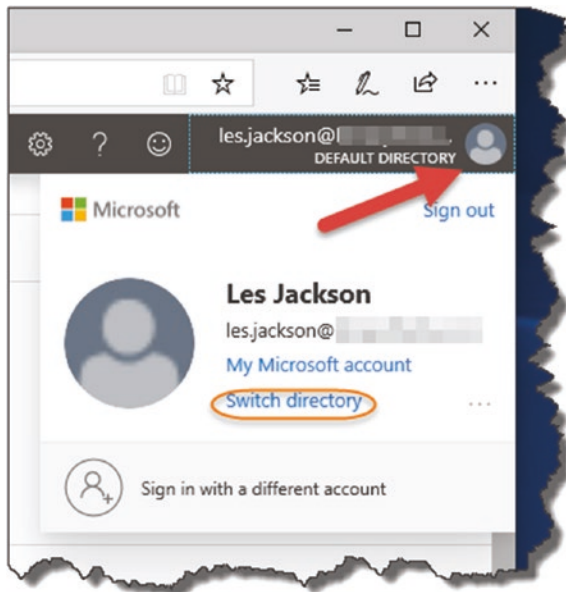 les.jackson@
DEFAULT DIRECTORY
Microsoft
Sign out
Les Jackson
les.jackson@
My Microsoft account
Switch directory
...
Sign in with a different account